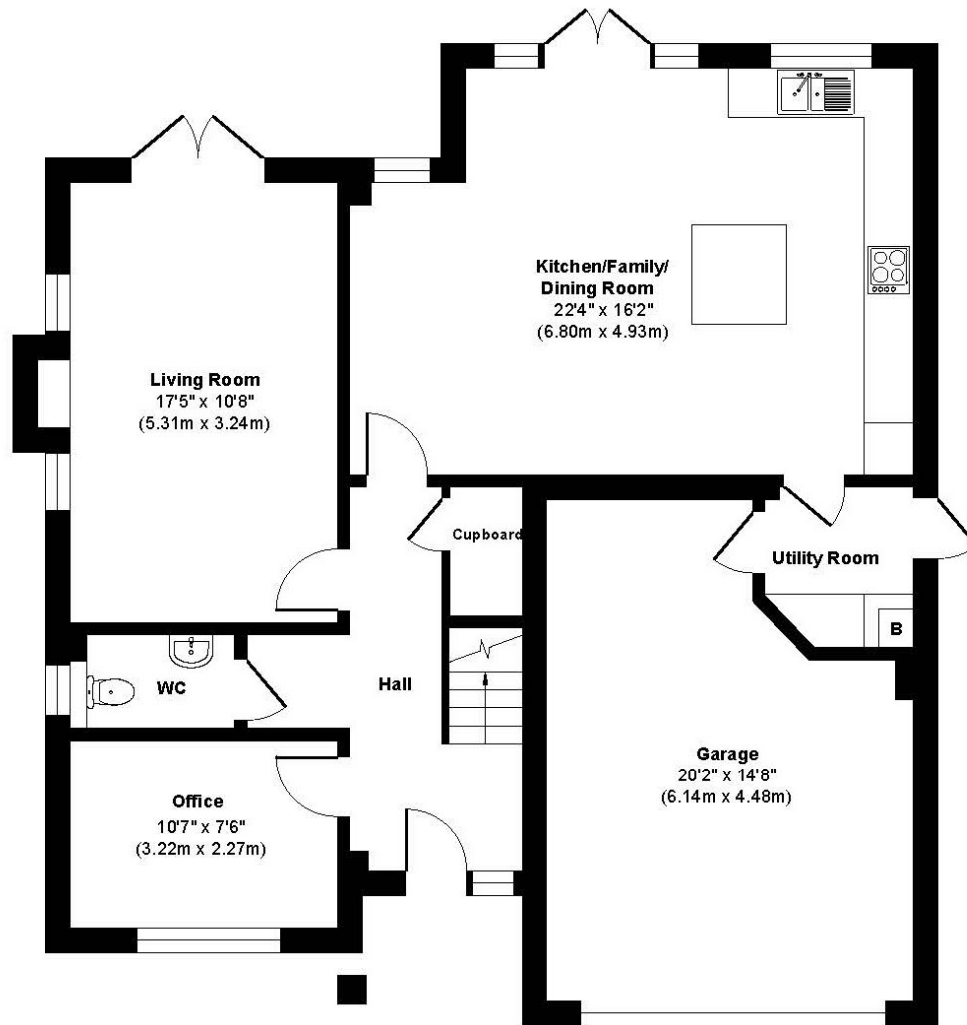 Kitchen/Family/
Dining Room
22'4" x 16'2"
(6.80m x 4.93m)
Living Room
17'5" x 10'8"
(5.31m x 3.24m)
Cupboard
Utility Room
B
WC
Hall
Garage
20'2" x 14'8"
(6.14m x 4.48m)
Office
10'7" x 7'6"
(3.22m x 2.27m)